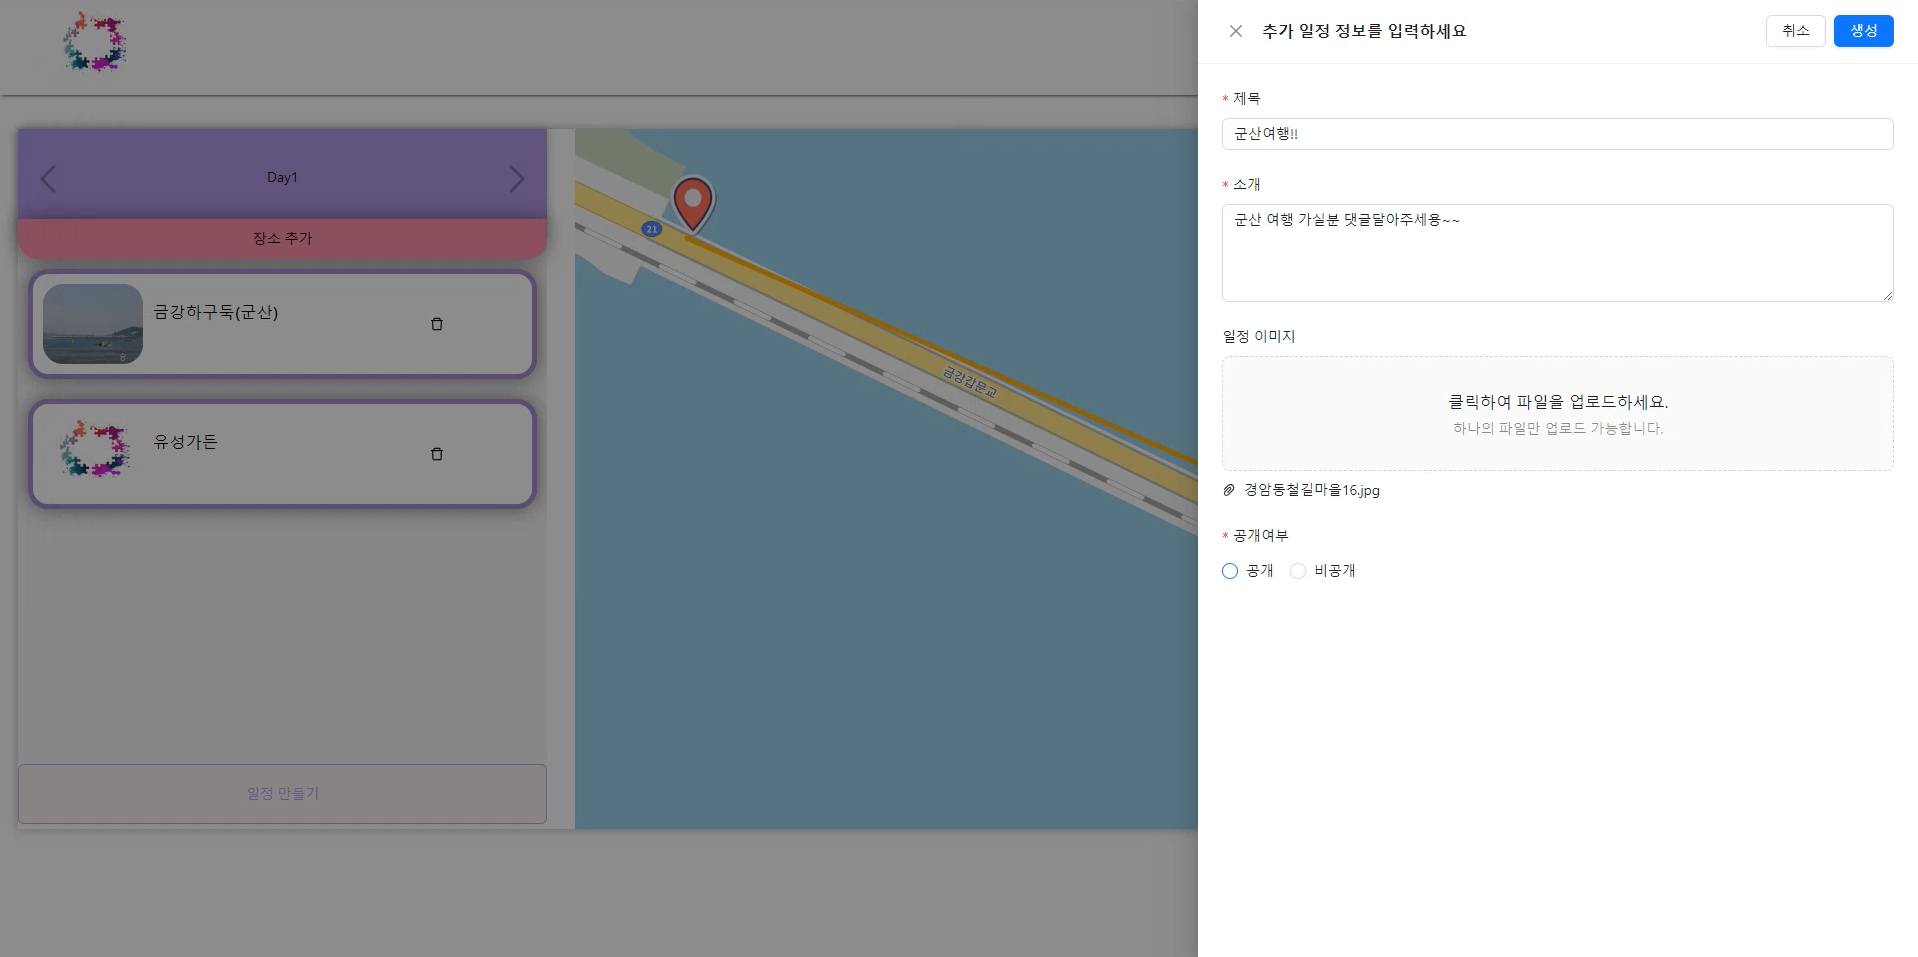 Day1
장소 추가
금강하구둑(군산)
유성가든
일정 만들기
21
금강갑문교
추가 일정 정보를 입력하세요
취소
생성
* 제목
군산여행!!
* 소개
군산 여행 가실분 댓글달아주세용~~
일정 이미지
클릭하여 파일을 업로드하세요.
하나의 파일만 업로드 가능합니다.
경암동철길마을16.jpg
* 공개여부
공개
비공개